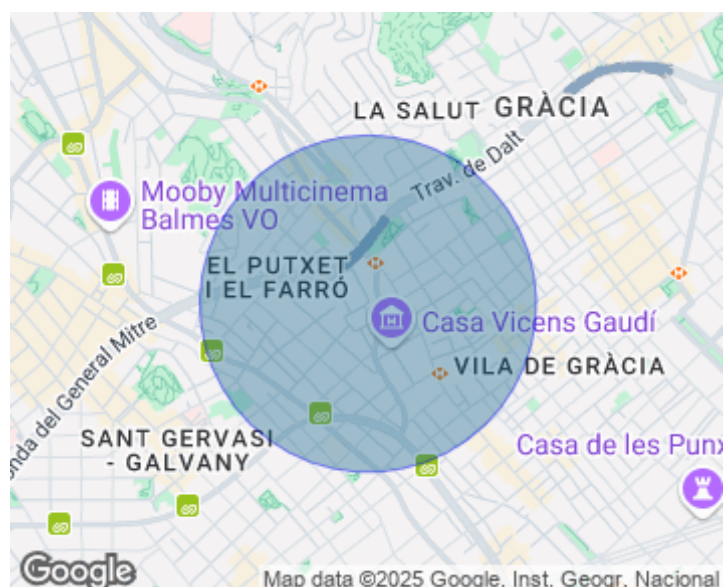 LA SALUT
GRÀCIA
Trav. de Dalt
Mooby Multicinema
Balmes VO
EL PUTXET
I EL FARRÓ
Casa Vicens Gaudí
VILA DE GRÀCIA
onda del General Mitre
SANT GERVASI
- GALVANY
Casa de les Punx
Google
Map data ©2025 Google, Inst. Geogr. Nacional